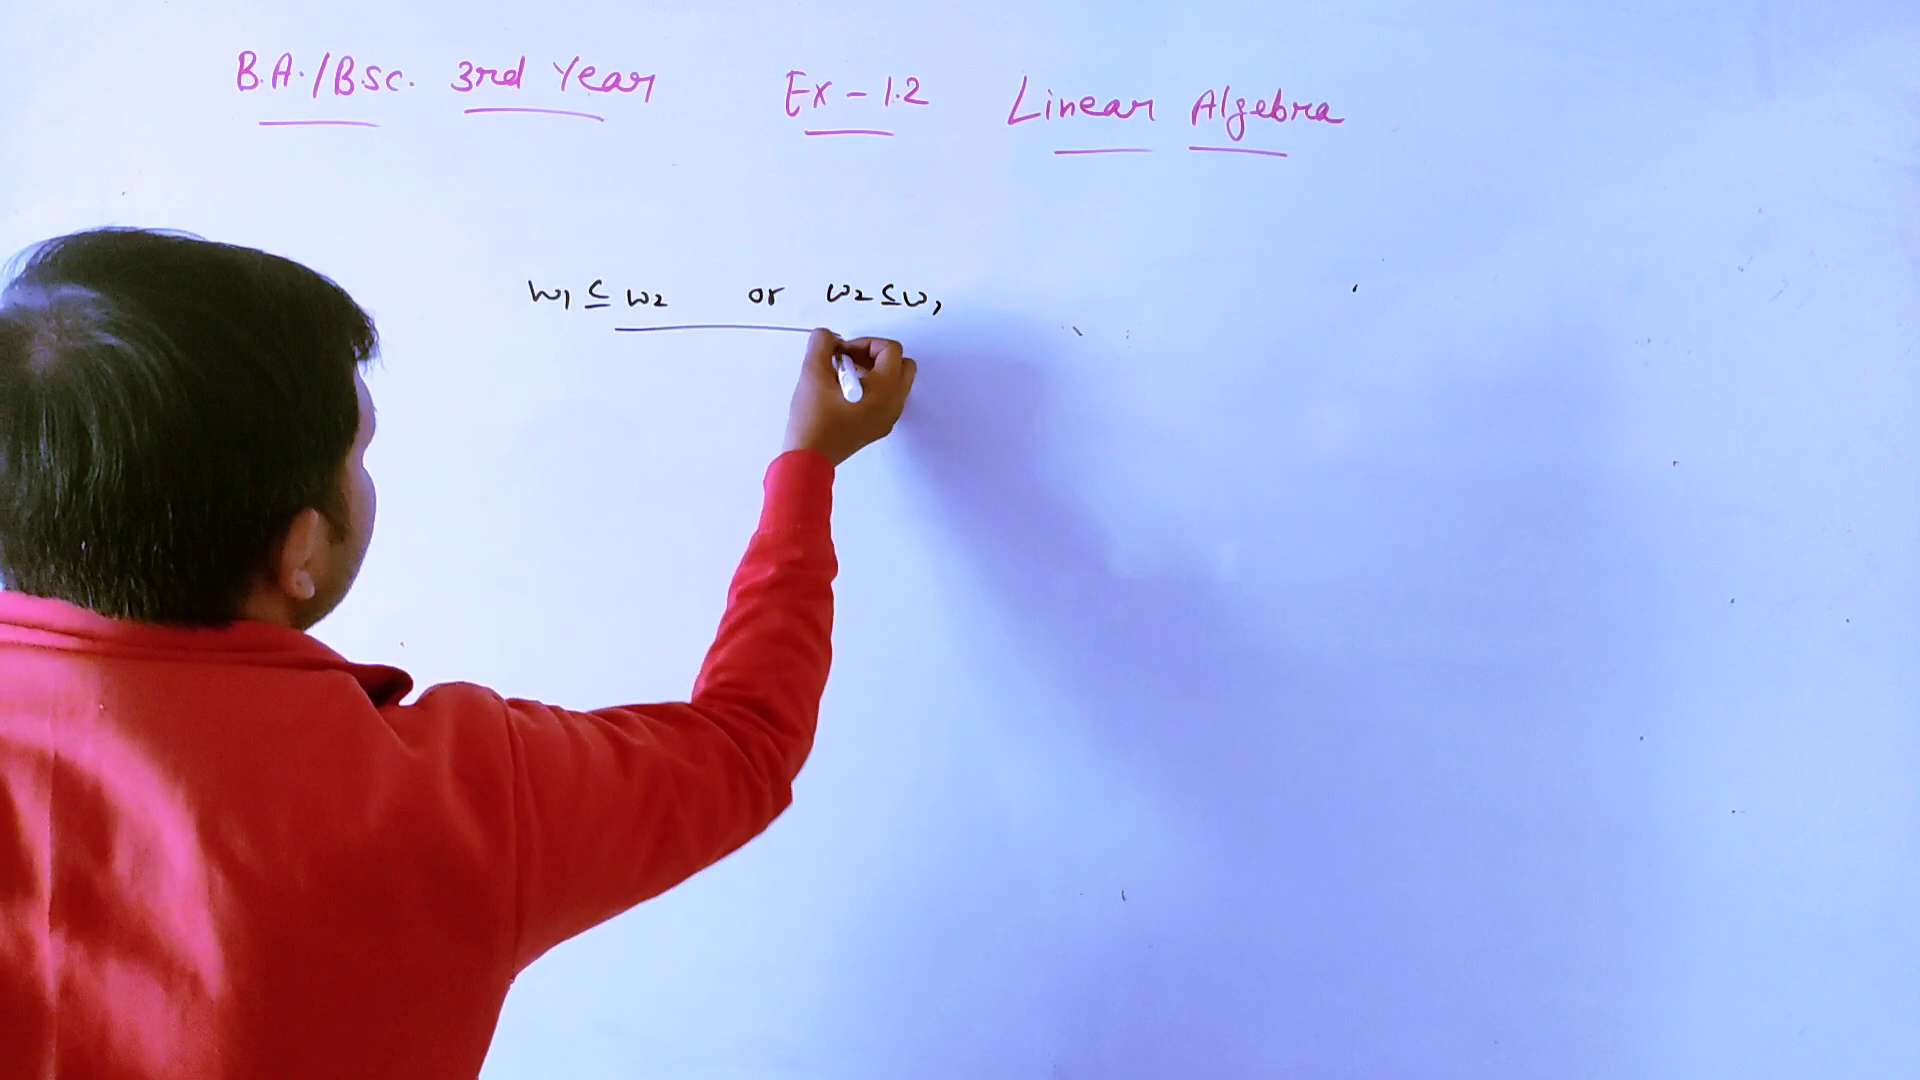 B.A./B.sc. 3rd Year Ex - 1.2 Linear Algebra
W₁ ⊆ W₂ or W₂ ⊆ W₁